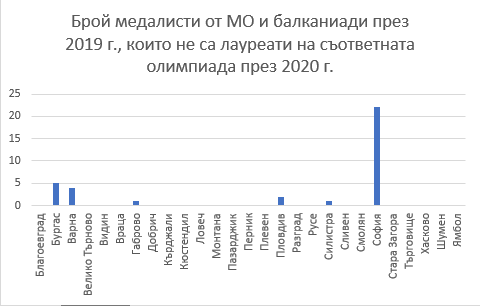 Брой медалисти от МО и балканиади през
2019 г., които не са лауреати на съответната
олимпиада през 2020 г.
25
20
15
10
5
0
Благоевград
Бургас
Варна
Велико Търново
Видин
Враца
Габрово
Добрич
Кърджали
Кюстендил
Ловеч
Монтана
Пазарджик
Перник
Плевен
Пловдив
Разград
Русе
Силистра
Сливен
Смолян
София
Стара Загора
Търговище
Хасково
Шумен
Ямбол